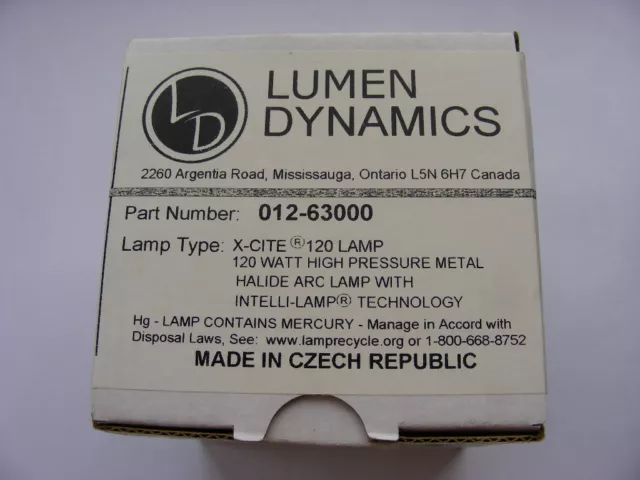 LD
LUMEN
DYNAMICS
2260 Argentia Road, Mississauga, Ontario L5N 6H7 Canada
Part Number: 012-63000
Lamp Type: X-CITE® 120 LAMP
120 WATT HIGH PRESSURE METAL
HALIDE ARC LAMP WITH
INTELLI-LAMP® TECHNOLOGY
Hg - LAMP CONTAINS MERCURY - Manage in Accord with
Disposal Laws, See: www.lamprecycle.org or 1-800-668-8752
MADE IN CZECH REPUBLIC